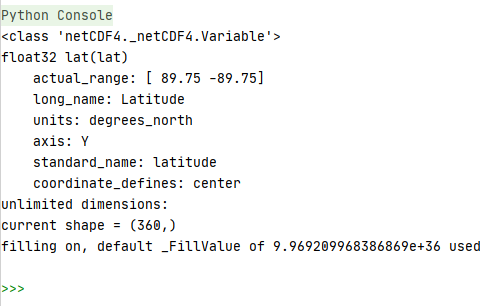 Python Console
<class 'netCDF4._netCDF4.Variable'>
float32 lat(lat)
    actual_range: [ 89.75 -89.75]
    long_name: Latitude
    units: degrees_north
    axis: Y
    standard_name: latitude
    coordinate_defines: center
unlimited dimensions:
current shape = (360,)
filling on, default _FillValue of 9.969209968386869e+36 used
>>>